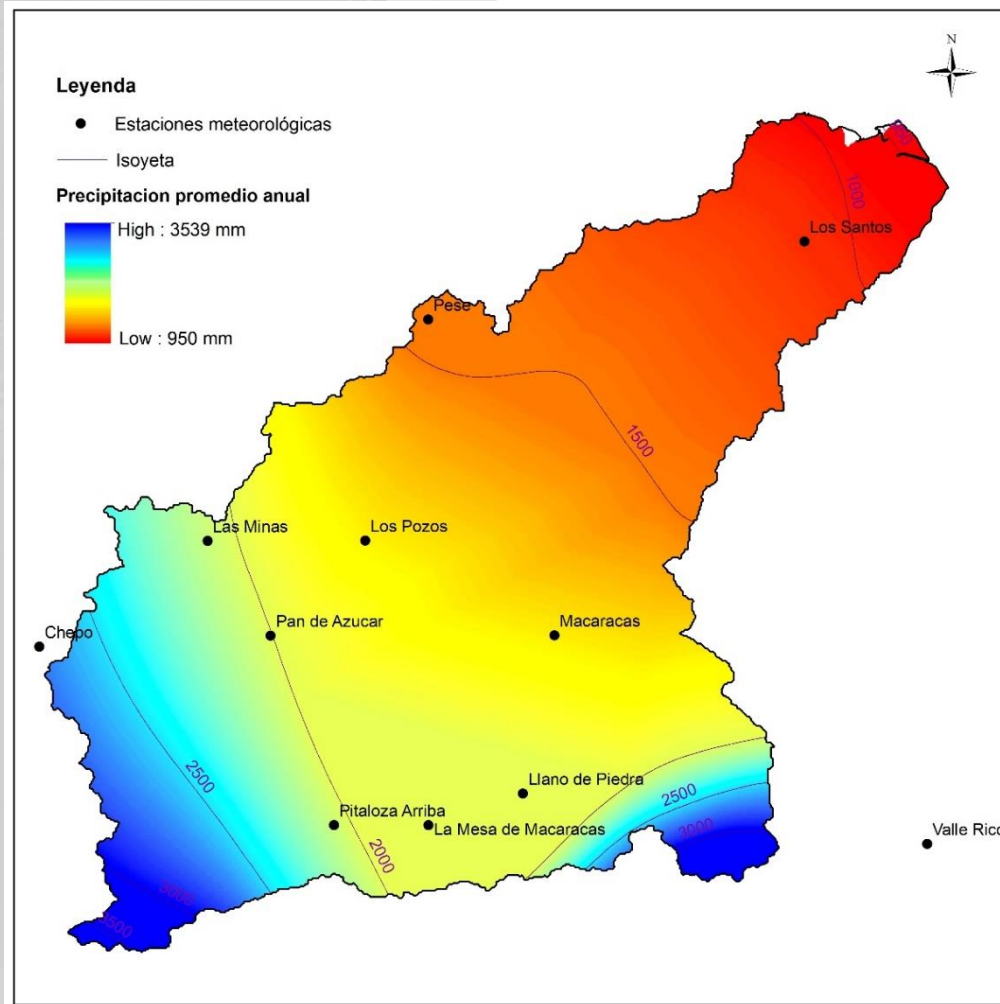 N
Leyenda
Estaciones meteorológicas
Isoyeta
Precipitacion promedio anual
High : 3539 mm
Low : 950 mm
1000
Los Santos
Pese
1500
Las Minas
Los Pozos
Pan de Azucar
Macaracas
Chepo
2500
Llano de Piedra
2500
Pitaloza Arriba
La Mesa de Macaracas
3000
Valle Rico
2000
3000
3500